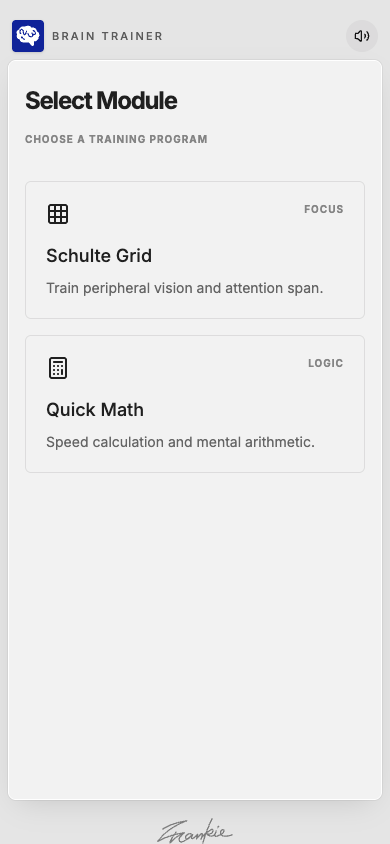 BRAIN TRAINER
Select Module
CHOOSE A TRAINING PROGRAM
FOCUS
Schulte Grid
Train peripheral vision and attention span.
LOGIC
Quick Math
Speed calculation and mental arithmetic.
Frankie